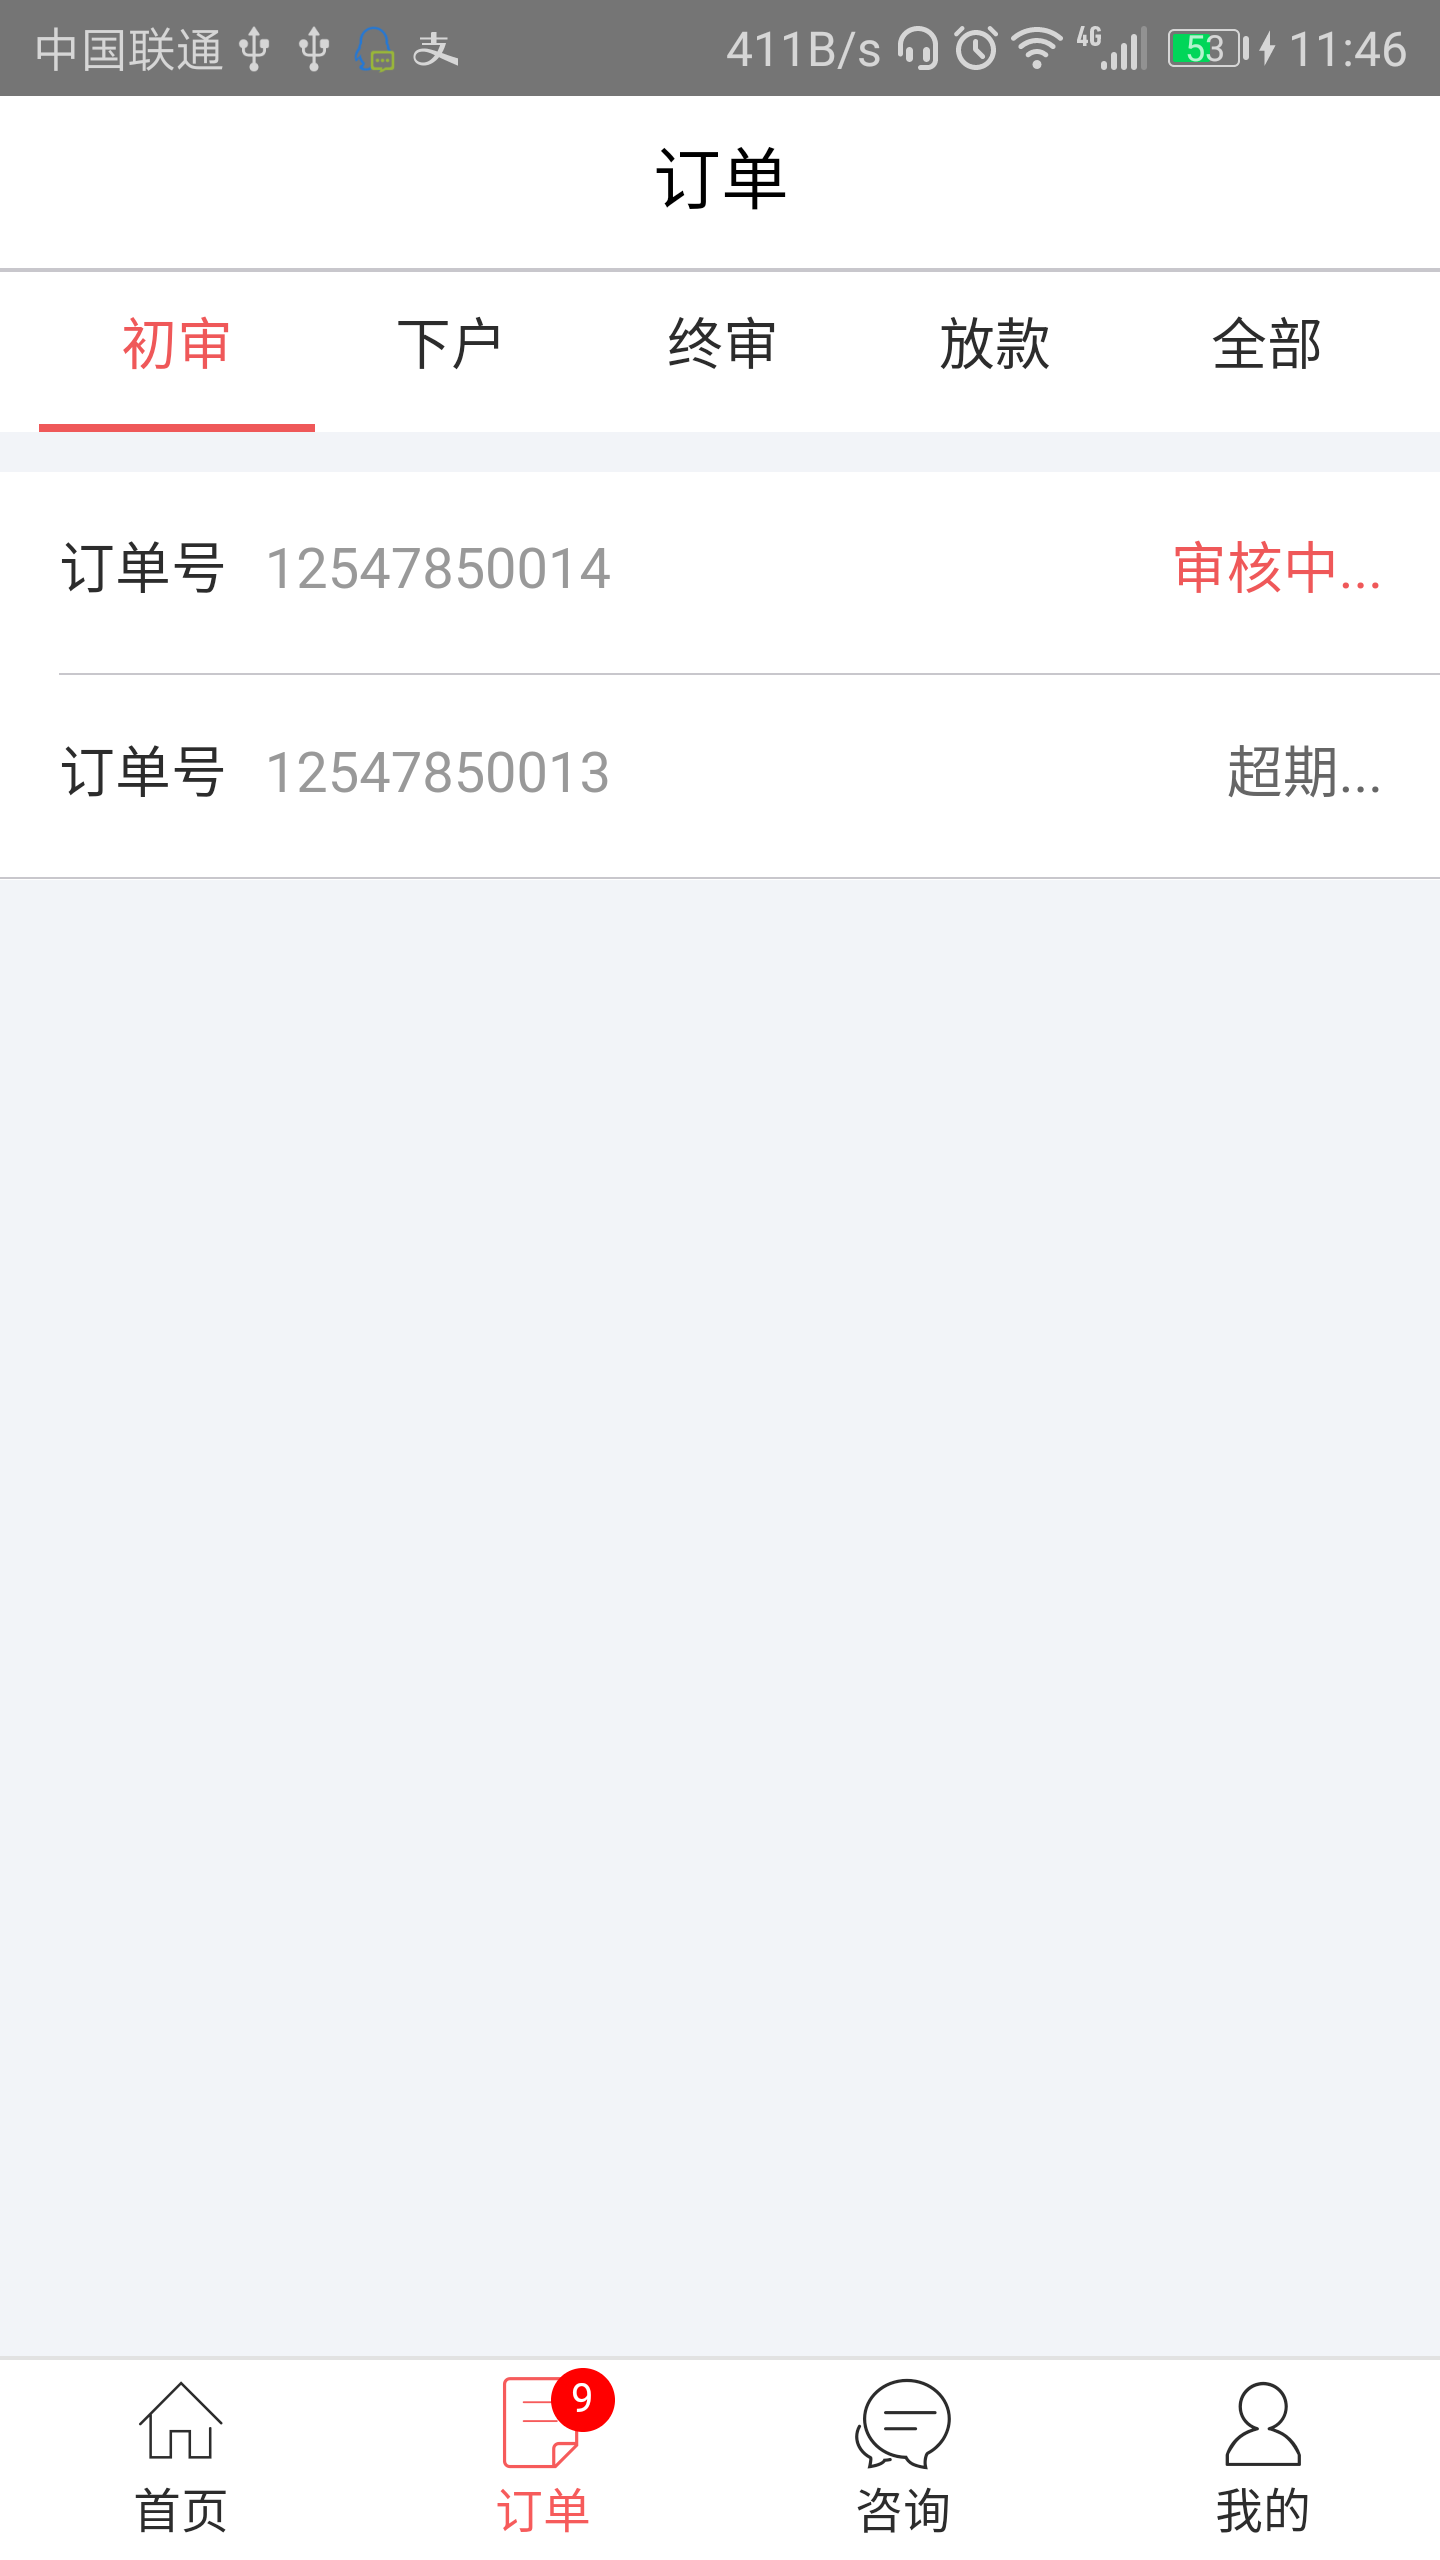 中国联通 411B/s 4G 53 11:46
订单
初审 下户 终审 放款 全部
订单号 12547850014 审核中...
订单号 12547850013 超期...
9
首页 订单 咨询 我的